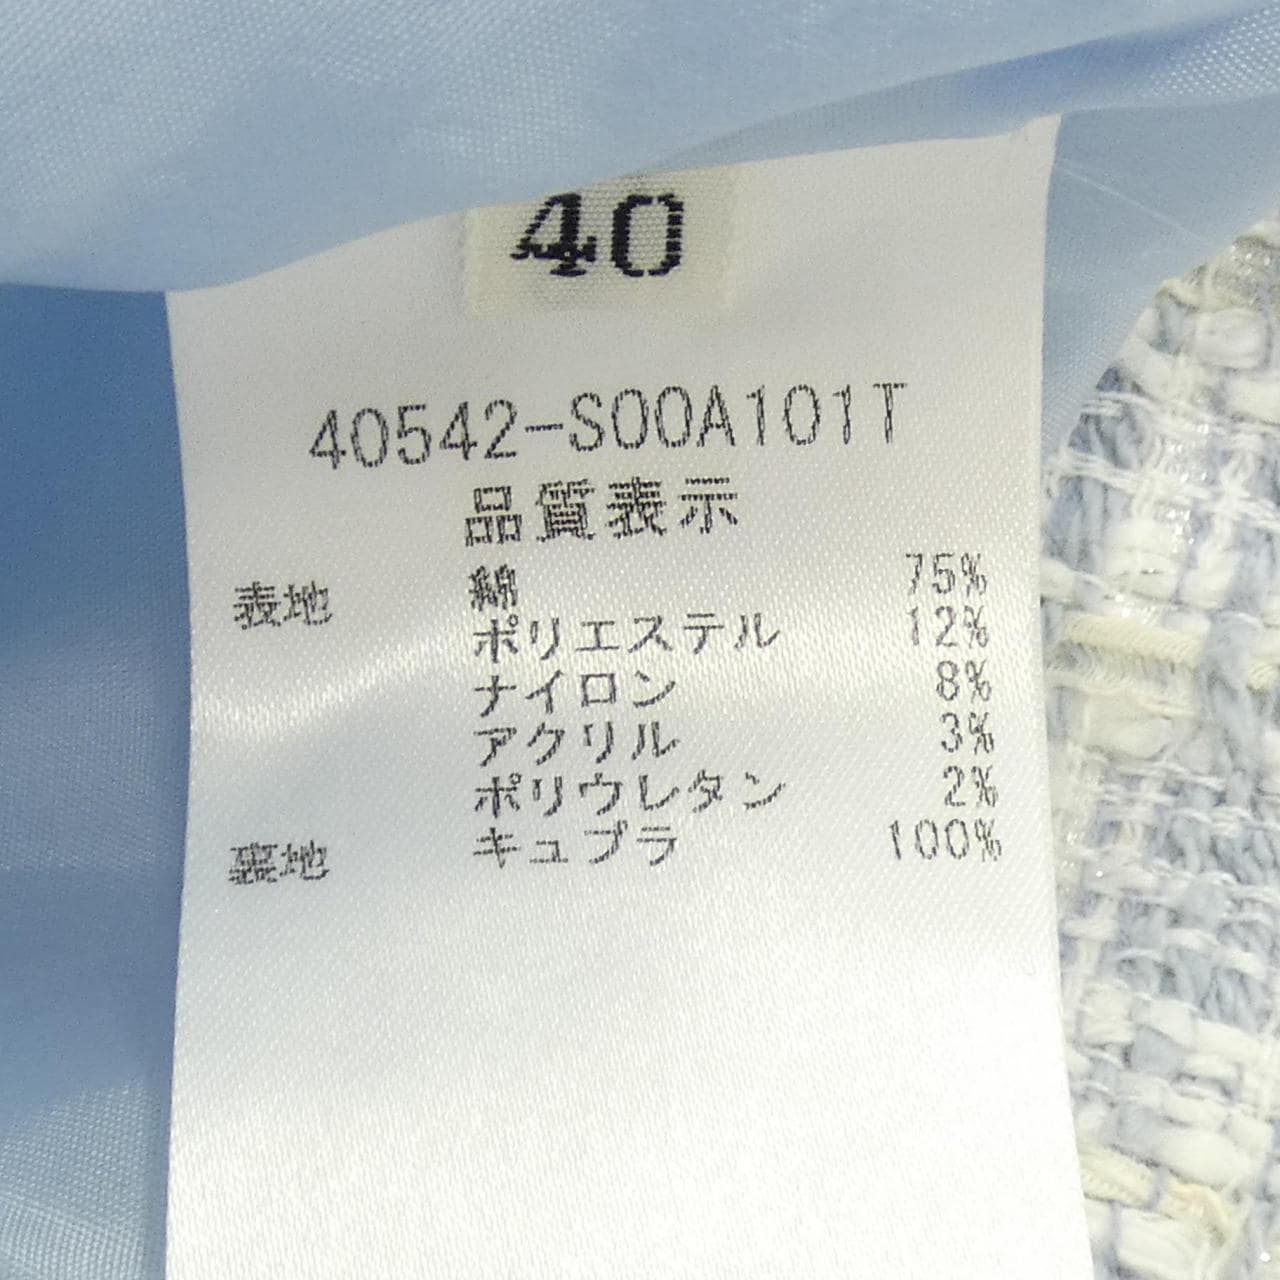 40
40542-S00A101T
品質表示
表地 綿 75%
ポリエステル 12%
ナイロン 8%
アクリル 3%
ポリウレタン 2%
裏地 キュプラ 100%